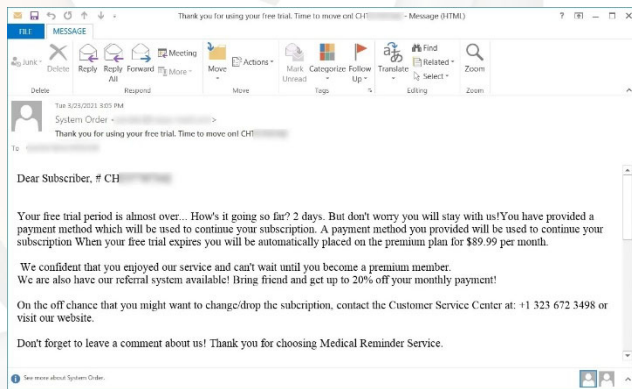 Thank you for using your free trial. Time to move on! CH - Message (HTML)
FILE MESSAGE
Junk
Delete
Reply
Reply All
Forward
Meeting
More
Move
Actions
Mark Unread
Categorize
Follow Up
Translate
Find
Related
Select
Zoom
Delete Respond Move Tags Editing Zoom
Tue 3/23/2021 3:05 PM
System Order <
Thank you for using your free trial. Time to move on! CH
To
Dear Subscriber, # CH
Your free trial period is almost over... How's it going so far? 2 days. But don't worry you will stay with us!You have provided a
payment method which will be used to continue your subscription. A payment method you provided will be used to continue your
subscription When your free trial expires you will be automatically placed on the premium plan for $89.99 per month.
We confident that you enjoyed our service and can't wait until you become a premium member.
We are also have our referral system available! Bring friend and get up to 20% off your monthly payment!
On the off chance that you might want to change/drop the subcription, contact the Customer Service Center at: +1 323 672 3498 or
visit our website.
Don't forget to leave a comment about us! Thank you for choosing Medical Reminder Service.
See more about System Order.